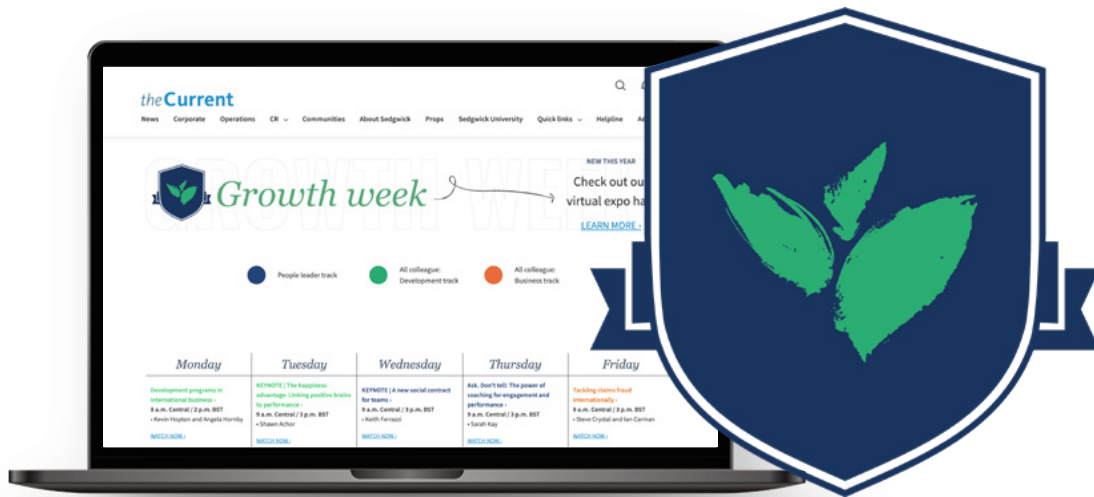 theCurrent
News Corporate Operations CR Communities About Sedgwick Props Sedgwick University Quick links Helpline
GROWTH WEEK
Growth week
NEW THIS YEAR
Check out
virtual expo
LEARN MORE ›
People leader track
All colleague:
Development track
All colleague:
Business track
Monday
Development programs in
international business ›
8 a.m. Central / 2 p.m. BST
• Kevin Hopton and Angela Hornby
WATCH NOW ›
Tuesday
KEYNOTE | The happiness
advantage: Linking positive brains
to performance ›
9 a.m. Central / 3 p.m. BST
• Shawn Achor
WATCH NOW ›
Wednesday
KEYNOTE | A new social contract
for teams ›
9 a.m. Central / 3 p.m. BST
• Keith Ferrazzi
WATCH NOW ›
Thursday
Ask. Don't tell: The power of
coaching for engagement and
performance ›
9 a.m. Central / 3 p.m. BST
• Sarah Kay
WATCH NOW ›
Friday
Tackling claims fraud
internationally ›
9 a.m. Central / 3 p.m. BST
• Steve Crystal and Ian Carman
WATCH NOW ›